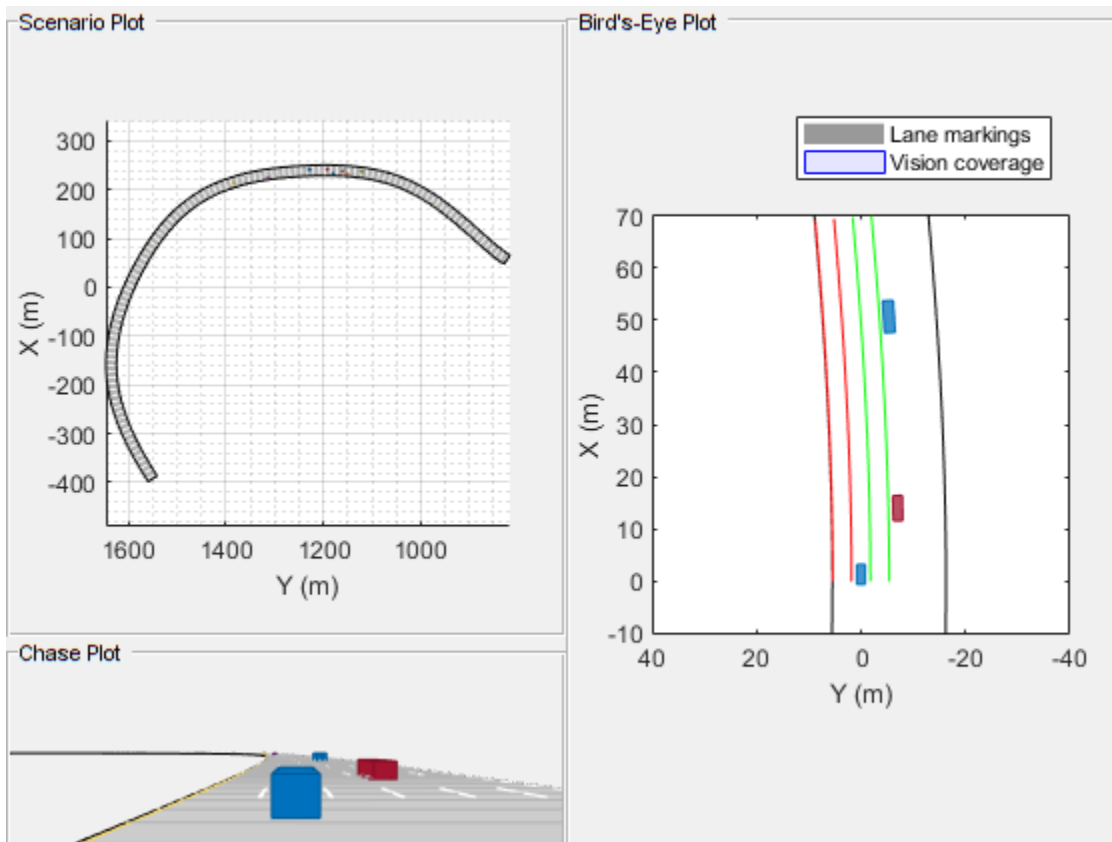 Scenario Plot
300
200
100
0
-100
-200
-300
-400
X (m)
1600
1400
1200
1000
Y (m)
Chase Plot
Bird's-Eye Plot
Lane markings
Vision coverage
70
60
50
40
30
20
10
0
-10
X (m)
40
20
0
-20
-40
Y (m)